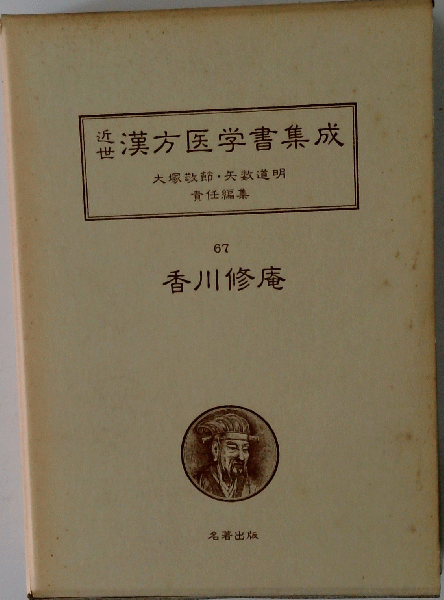 近世 漢方医学書集成
大塚敬節・矢数道明
責任編集
67
香川修庵
名著出版